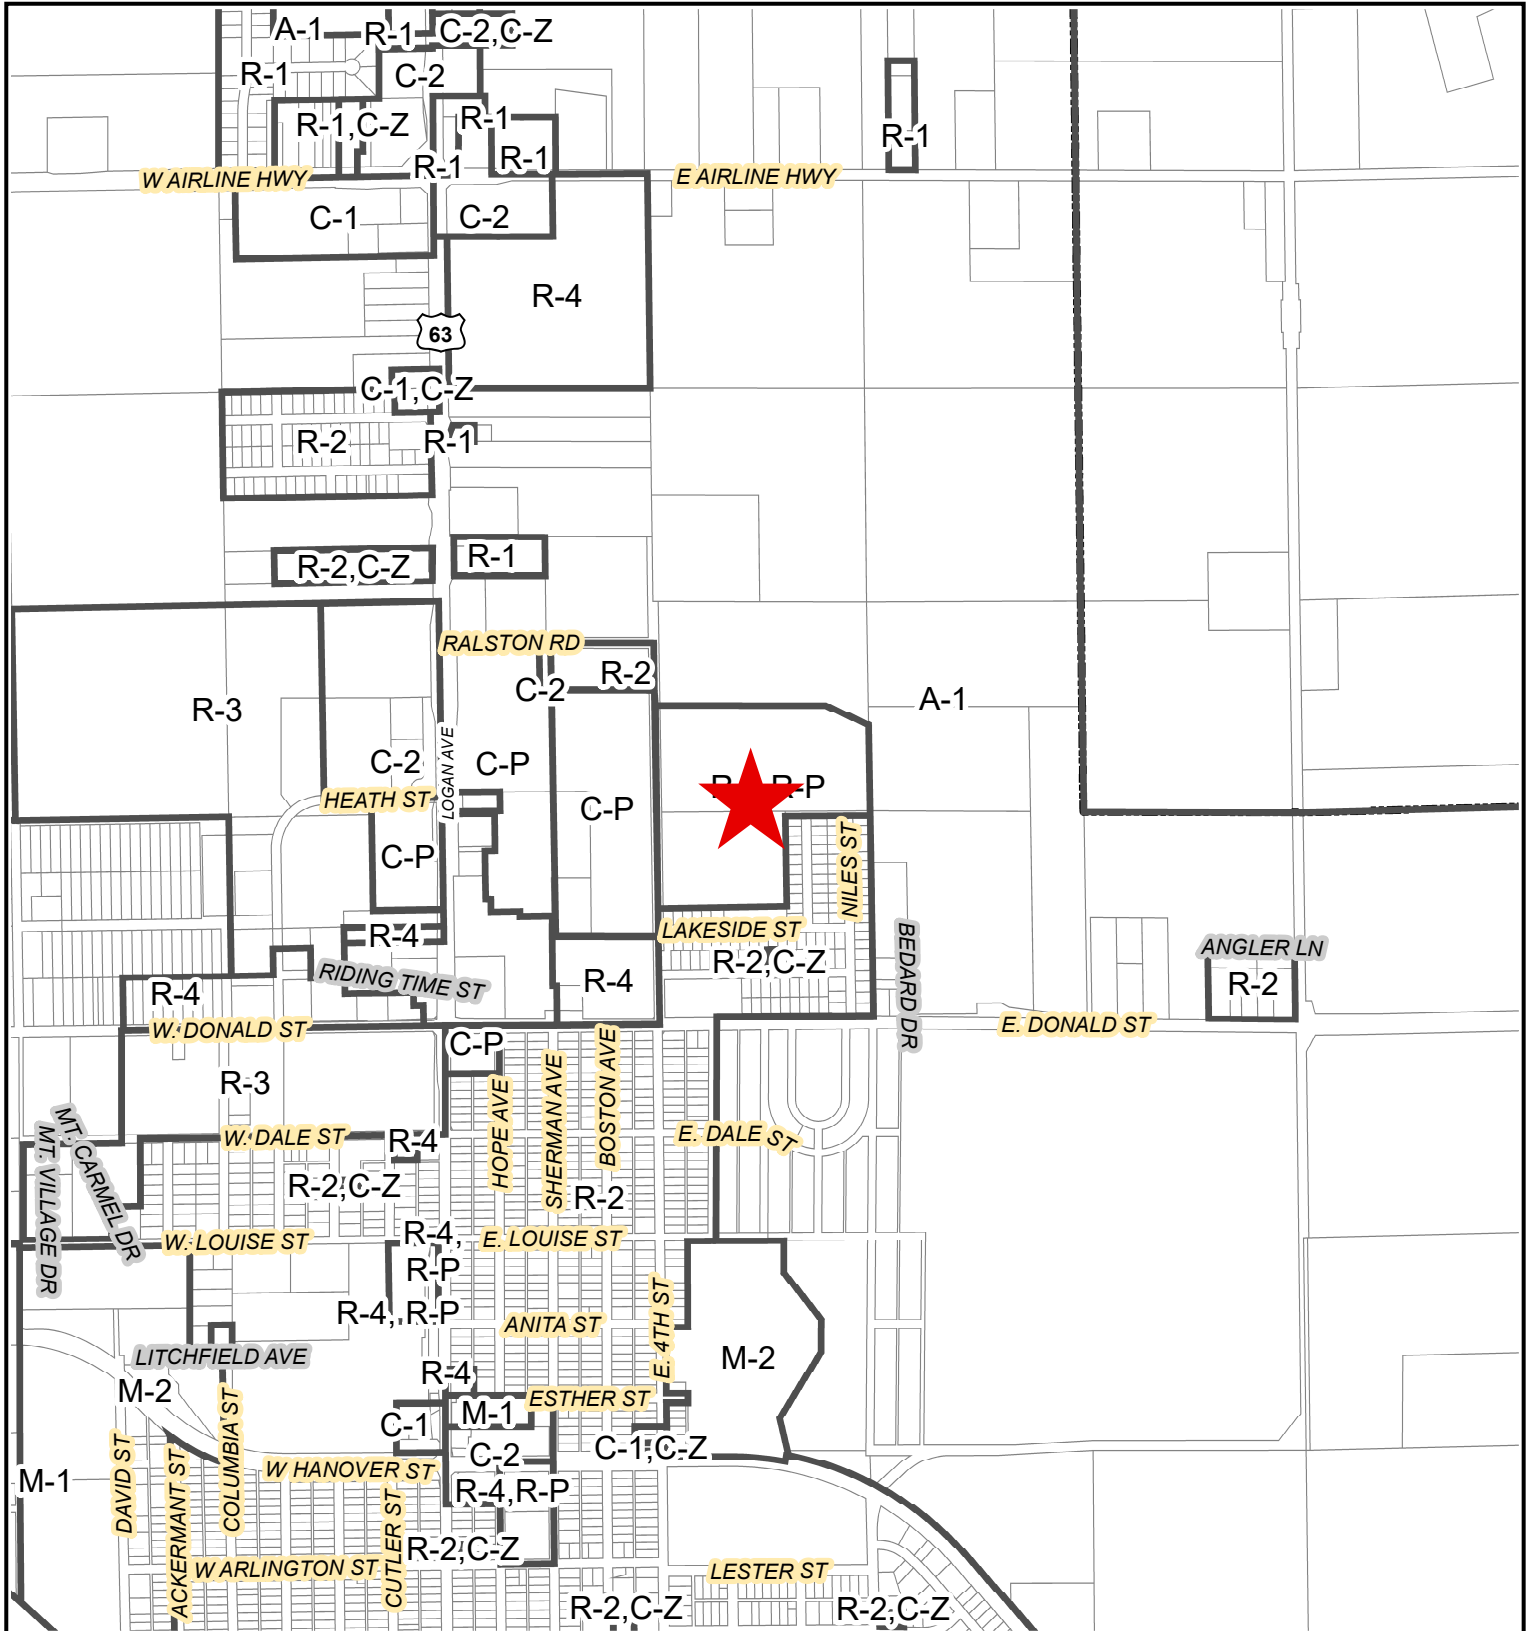 A-1
R-1
C-2,C-Z
R-1
C-2
R-1
R-1,C-Z
R-1
R-1
R-1
W AIRLINE HWY
E AIRLINE HWY
C-1
C-2
R-4
63
C-1,C-Z
R-2
R-1
R-2,C-Z
R-1
RALSTON RD
R-2
C-2
R-3
A-1
LOGAN AVE
C-2
C-P
R-P
HEATH ST
C-P
C-P
NILES ST
LAKESIDE ST
R-4
R-2,C-Z
BEDARD DR
ANGLER LN
RIDING TIME ST
R-4
R-2
R-4
W. DONALD ST
E. DONALD ST
C-P
R-3
HOPE AVE
SHERMAN AVE
BOSTON AVE
MT. CARMEL DR
MT. VILLAGE DR
W. DALE ST
R-4
E. DALE ST
R-2,C-Z
R-2
W. LOUISE ST
R-4,
R-P
E. LOUISE ST
R-4, R-P
ANITA ST
E. 4TH ST
LITCHFIELD AVE
M-2
R-4
M-2
ESTHER ST
C-1
M-1
C-2
C-1,C-Z
M-1
DAVID ST
ACKERMANT ST
COLUMBIA ST
W HANOVER ST
R-4,R-P
CUTLER ST
R-2,C-Z
W ARLINGTON ST
LESTER ST
R-2,C-Z
R-2,C-Z